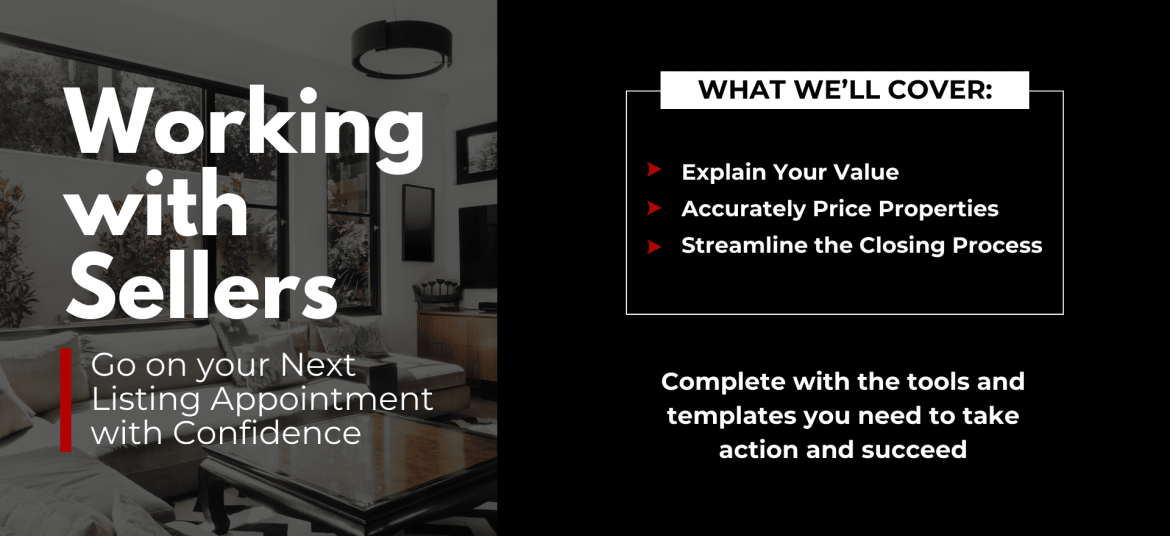 Working
with
Sellers
Go on your Next
Listing Appointment
with Confidence
WHAT WE’LL COVER:
Explain Your Value
Accurately Price Properties
Streamline the Closing Process
Complete with the tools and
templates you need to take
action and succeed